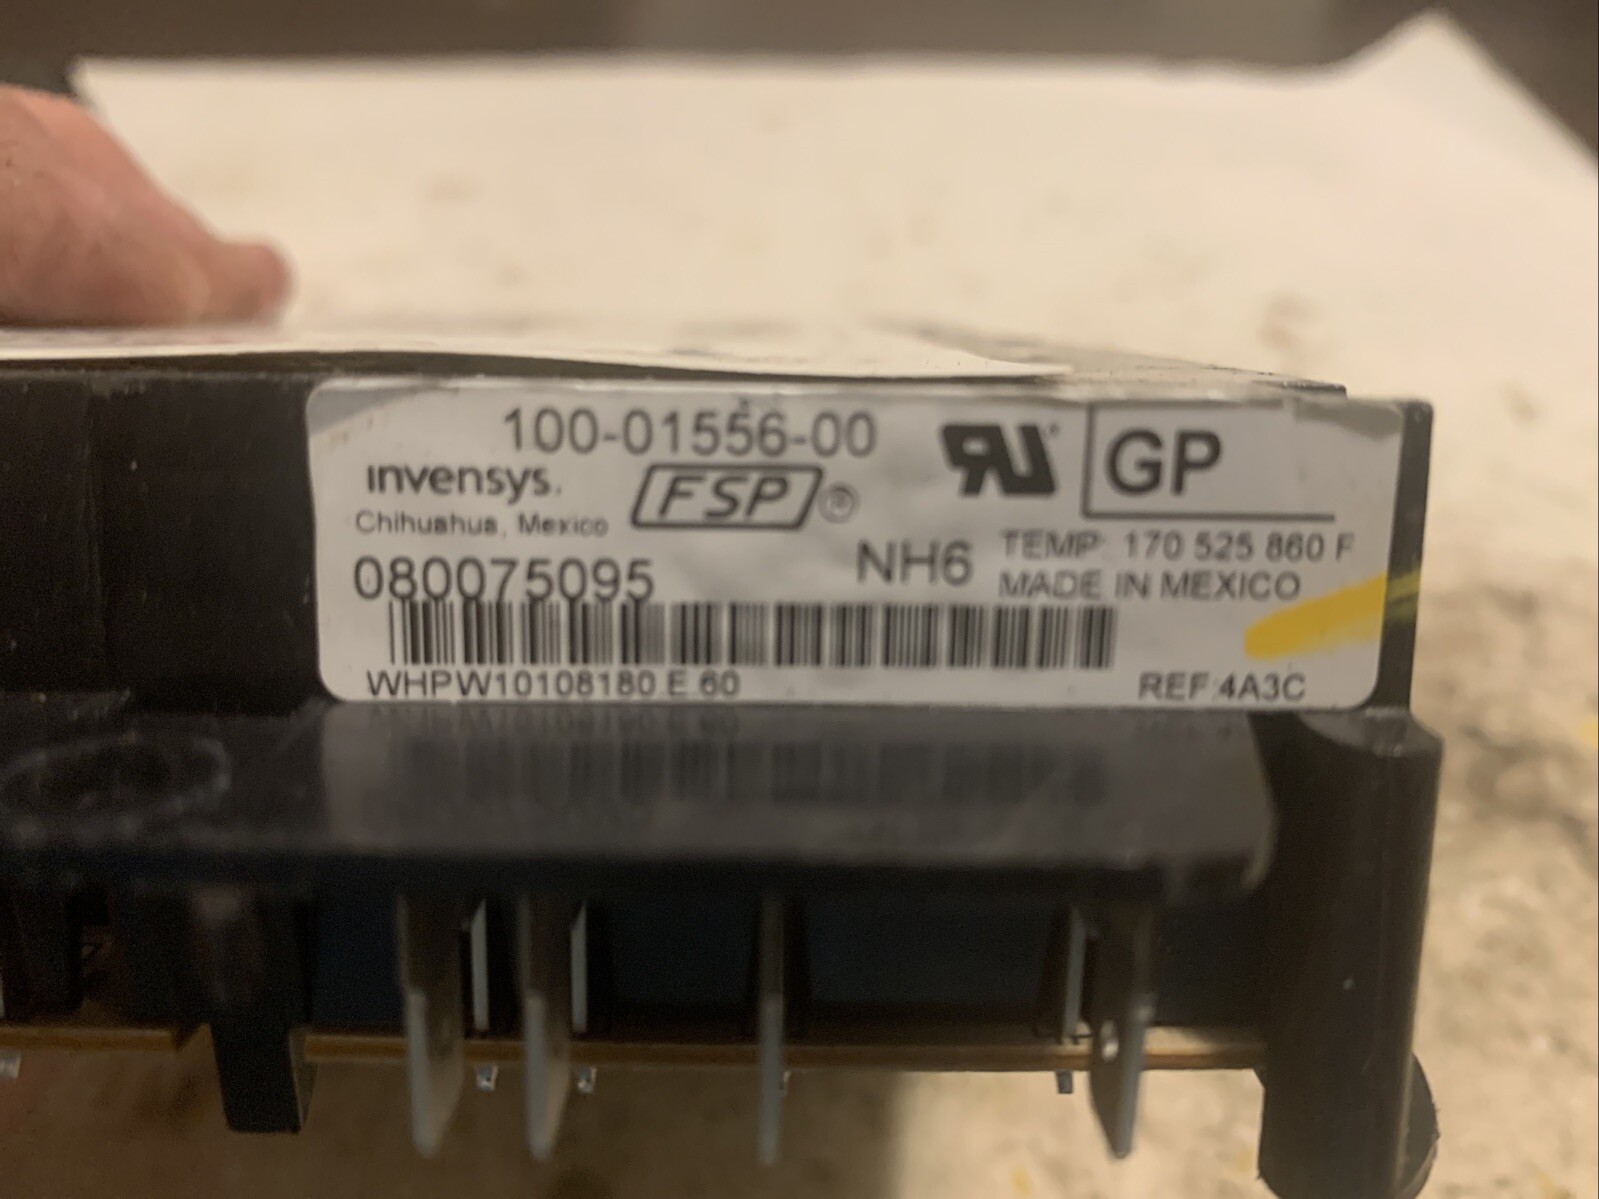 100-01556-00
invensys.
FSP®
Chihuahua, Mexico
GP
080075095
NH6
TEMP: 170 525 860 F
MADE IN MEXICO
WHPW10108180 E 60
REF:4A3C